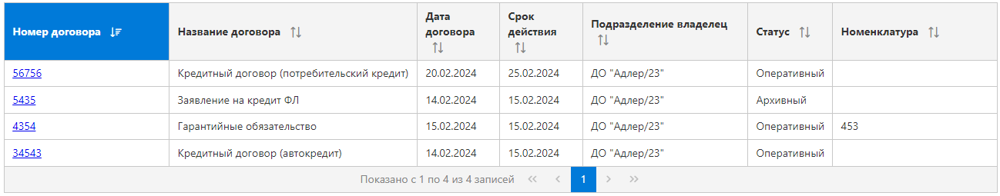 Номер договора Название договора Дата договора Срок действия Подразделение владелец Статус Номенклатура
56756 Кредитный договор (потребительский кредит) 20.02.2024 25.02.2024 ДО "Адлер/23" Оперативный
5435 Заявление на кредит ФЛ 14.02.2024 15.02.2024 ДО "Адлер/23" Архивный
4354 Гарантийные обязательство 15.02.2024 15.02.2024 ДО "Адлер/23" Оперативный 453
34543 Кредитный договор (автокредит) 14.02.2024 15.02.2024 ДО "Адлер/23" Оперативный
Показано с 1 по 4 из 4 записей 1